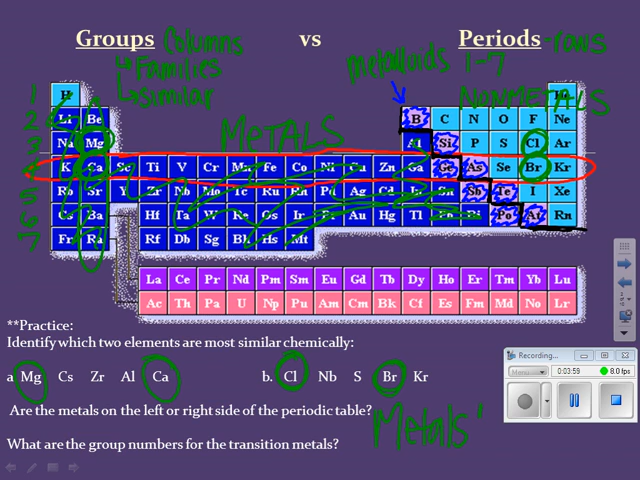 Groups Columns vs Periods -rows
↳Families metalloids 1-7
↳similar NONMETALS
METALS
1 H He
2 Li Be B C N O F Ne
3 Na Mg Al Si P S Cl Ar
K Ca Sc Ti V Cr Mn Fe Co Ni Cu Zn Ga Ge As Se Br Kr
5 Rb Sr Y Zr Nb Mo Tc Ru Rh Pd Ag Cd In Sn Sb Te I Xe
6 Cs Ba Hf Ta W Re Os Ir Pt Au Hg Tl Pb Bi Po At Rn
7 Fr Ra Rf Db Sg Bh Hs Mt
La Ce Pr Nd Pm Sm Eu Gd Tb Dy Ho Er Tm Yb Lu
Ac Th Pa U Np Pu Am Cm Bk Cf Es Fm Md No Lr
**Practice:
Identify which two elements are most similar chemically:
a Mg Cs Zr Al Ca b. Cl Nb S Br Kr
Are the metals on the left or right side of the periodic table?
Metals
What are the group numbers for the transition metals?
Recording...
Menu
0:03:59
8.0 fps